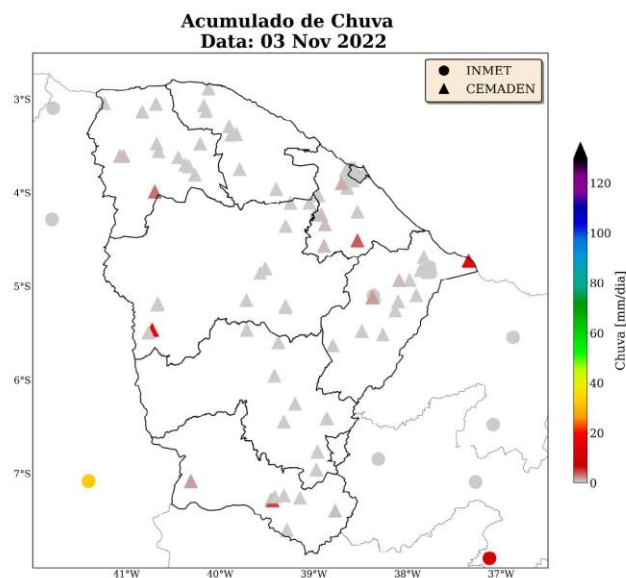 Acumulado de Chuva
Data: 03 Nov 2022
INMET
CEMADEN
3°S
4°S
5°S
6°S
7°S
41°W
40°W
39°W
38°W
37°W
120
100
80
60
40
20
0
Chuva [mm/dia]